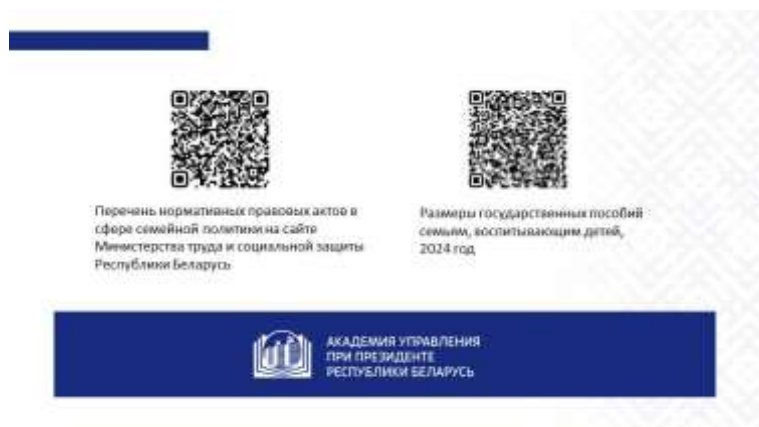 Перечень нормативных правовых актов в
сфере семейной политики на сайте
Министерства труда и социальной защиты
Республики Беларусь
Размеры государственных пособий
семьям, воспитывающим детей,
2024 год
АКАДЕМИЯ УПРАВЛЕНИЯ
ПРИ ПРЕЗИДЕНТЕ
РЕСПУБЛИКИ БЕЛАРУСЬ